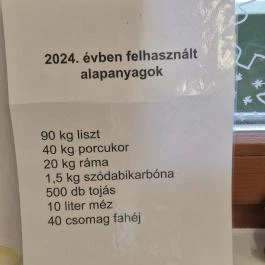 2024. évben felhasznált
alapanyagok
90 kg liszt
40 kg porcukor
20 kg ráma
1,5 kg szódabikarbóna
500 db tojás
10 liter méz
40 csomag fahéj